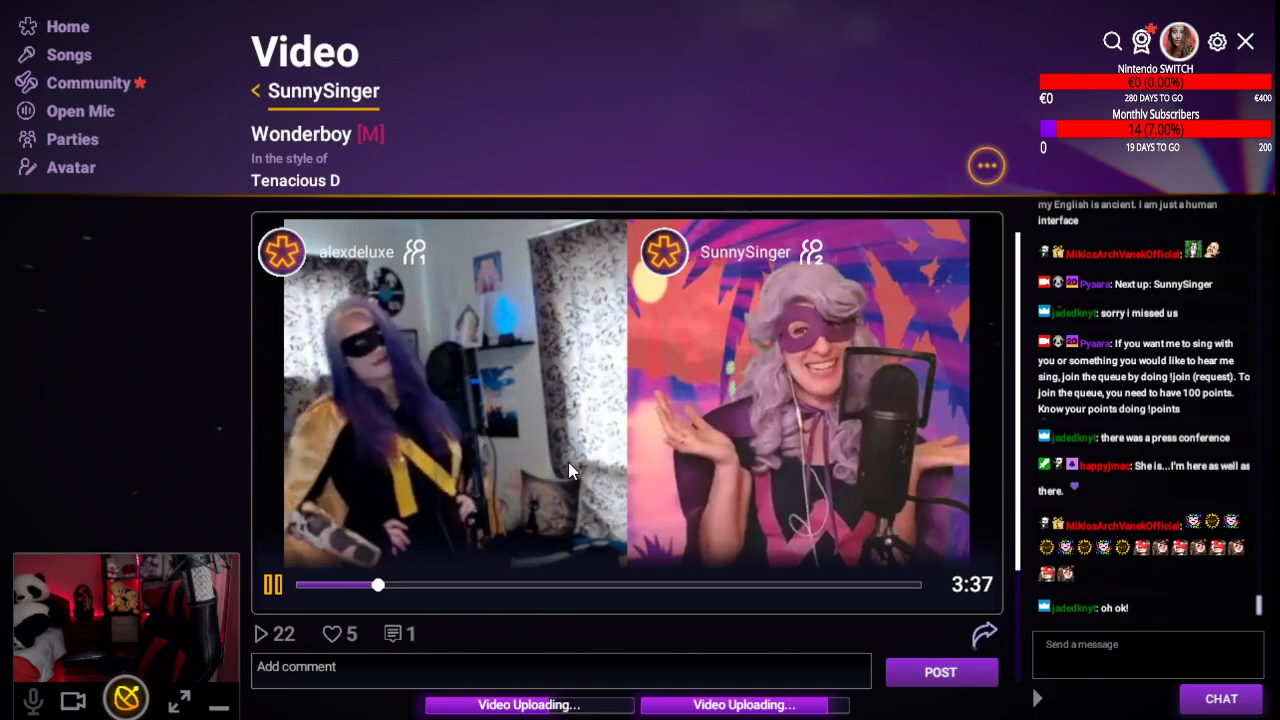 Home
Songs
Community
Open Mic
Parties
Avatar
Video
< SunnySinger
Wonderboy [M]
In the style of
Tenacious D
Nintendo SWITCH
€0 (0.00%)
€0 280 DAYS TO GO €400
Monthly Subscribers
14 (7.00%)
0 19 DAYS TO GO 200
alexdeluxe 1
SunnySinger 2
3:37
22 5 1
Add comment
POST
Video Uploading...
Video Uploading...
my English is ancient. I am just a human
interface
MiklosArchVanekOfficial:
20 Pyaara: Next up: SunnySinger
jadedknyt: sorry i missed us
20 Pyaara: If you want me to sing with
you or something you would like to hear me
sing, join the queue by doing !join (request). To
join the queue, you need to have 100 points.
Know your points doing !points
jadedknyt: there was a press conference
happyjmac: She is...I'm here as well as
there.
MiklosArchVanekOfficial:
jadedknyt: oh ok!
Send a message
CHAT